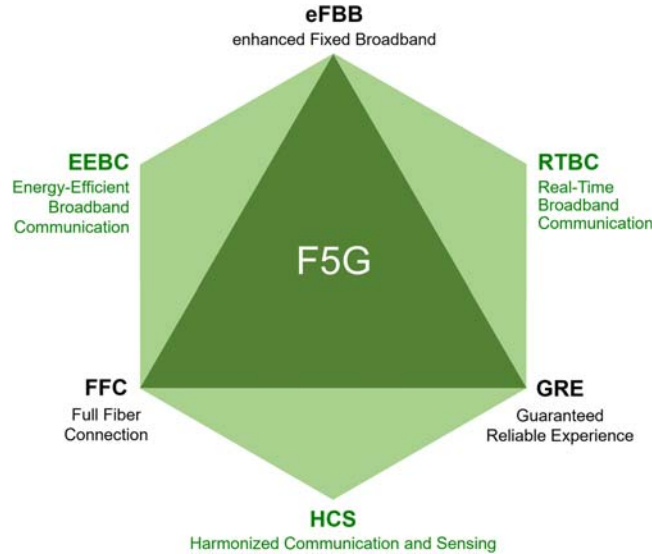 eFBB
enhanced Fixed Broadband
EEBC
Energy-Efficient
Broadband
Communication
RTBC
Real-Time
Broadband
Communication
F5G
FFC
Full Fiber
Connection
GRE
Guaranteed
Reliable Experience
HCS
Harmonized Communication and Sensing